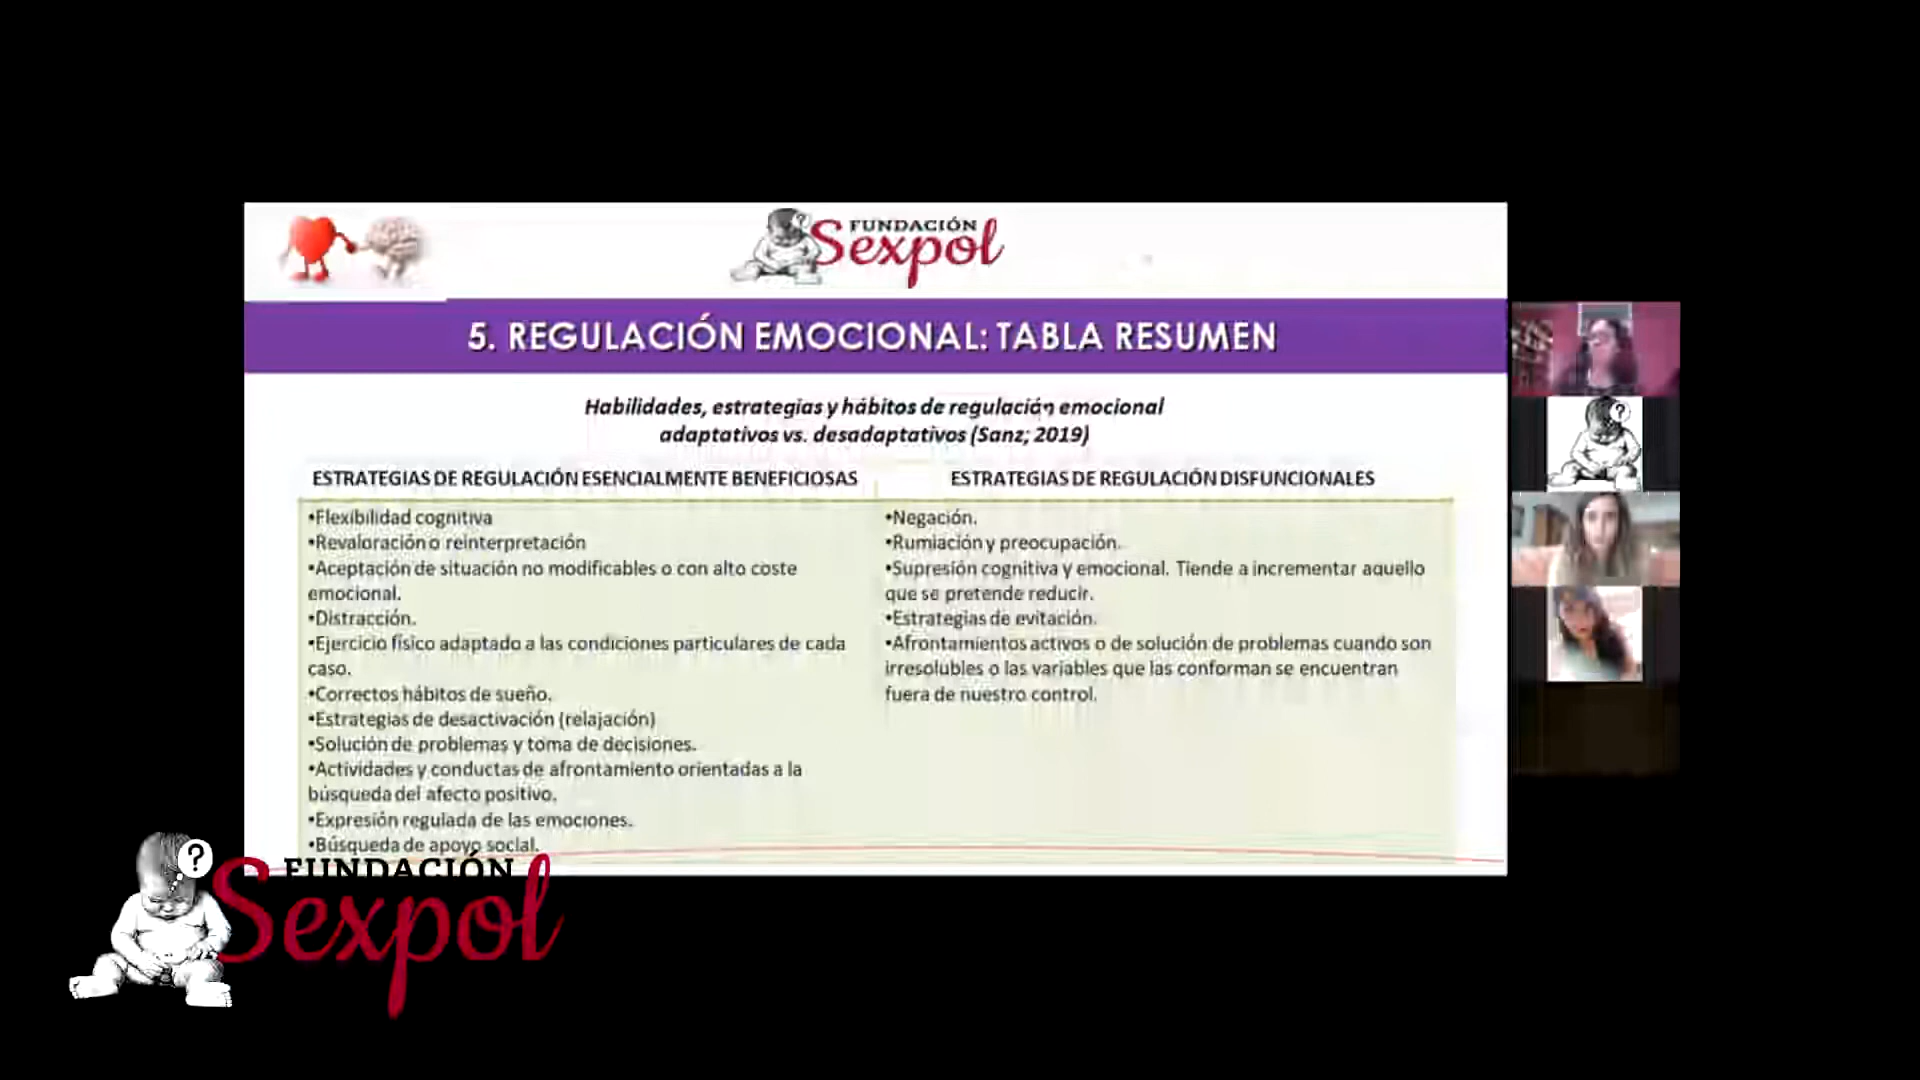 FUNDACIÓN
Sexpol
5. REGULACIÓN EMOCIONAL: TABLA RESUMEN
Habilidades, estrategias y hábitos de regulación emocional
adaptativos vs. desadaptativos (Sanz; 2019)
ESTRATEGIAS DE REGULACIÓN ESENCIALMENTE BENEFICIOSAS
•Flexibilidad cognitiva
•Revaloración o reinterpretación
•Aceptación de situación no modificables o con alto coste
emocional.
•Distracción.
•Ejercicio físico adaptado a las condiciones particulares de cada
caso.
•Correctos hábitos de sueño.
•Estrategias de desactivación (relajación)
•Solución de problemas y toma de decisiones.
•Actividades y conductas de afrontamiento orientadas a la
búsqueda del afecto positivo.
•Expresión regulada de las emociones.
•Búsqueda de apoyo social.
ESTRATEGIAS DE REGULACIÓN DISFUNCIONALES
•Negación.
•Rumiación y preocupación.
•Supresión cognitiva y emocional. Tiende a incrementar aquello
que se pretende reducir.
•Estrategias de evitación.
•Afrontamientos activos o de solución de problemas cuando son
irresolubles o las variables que las conforman se encuentran
fuera de nuestro control.
?
?
FUNDACIÓN
Sexpol